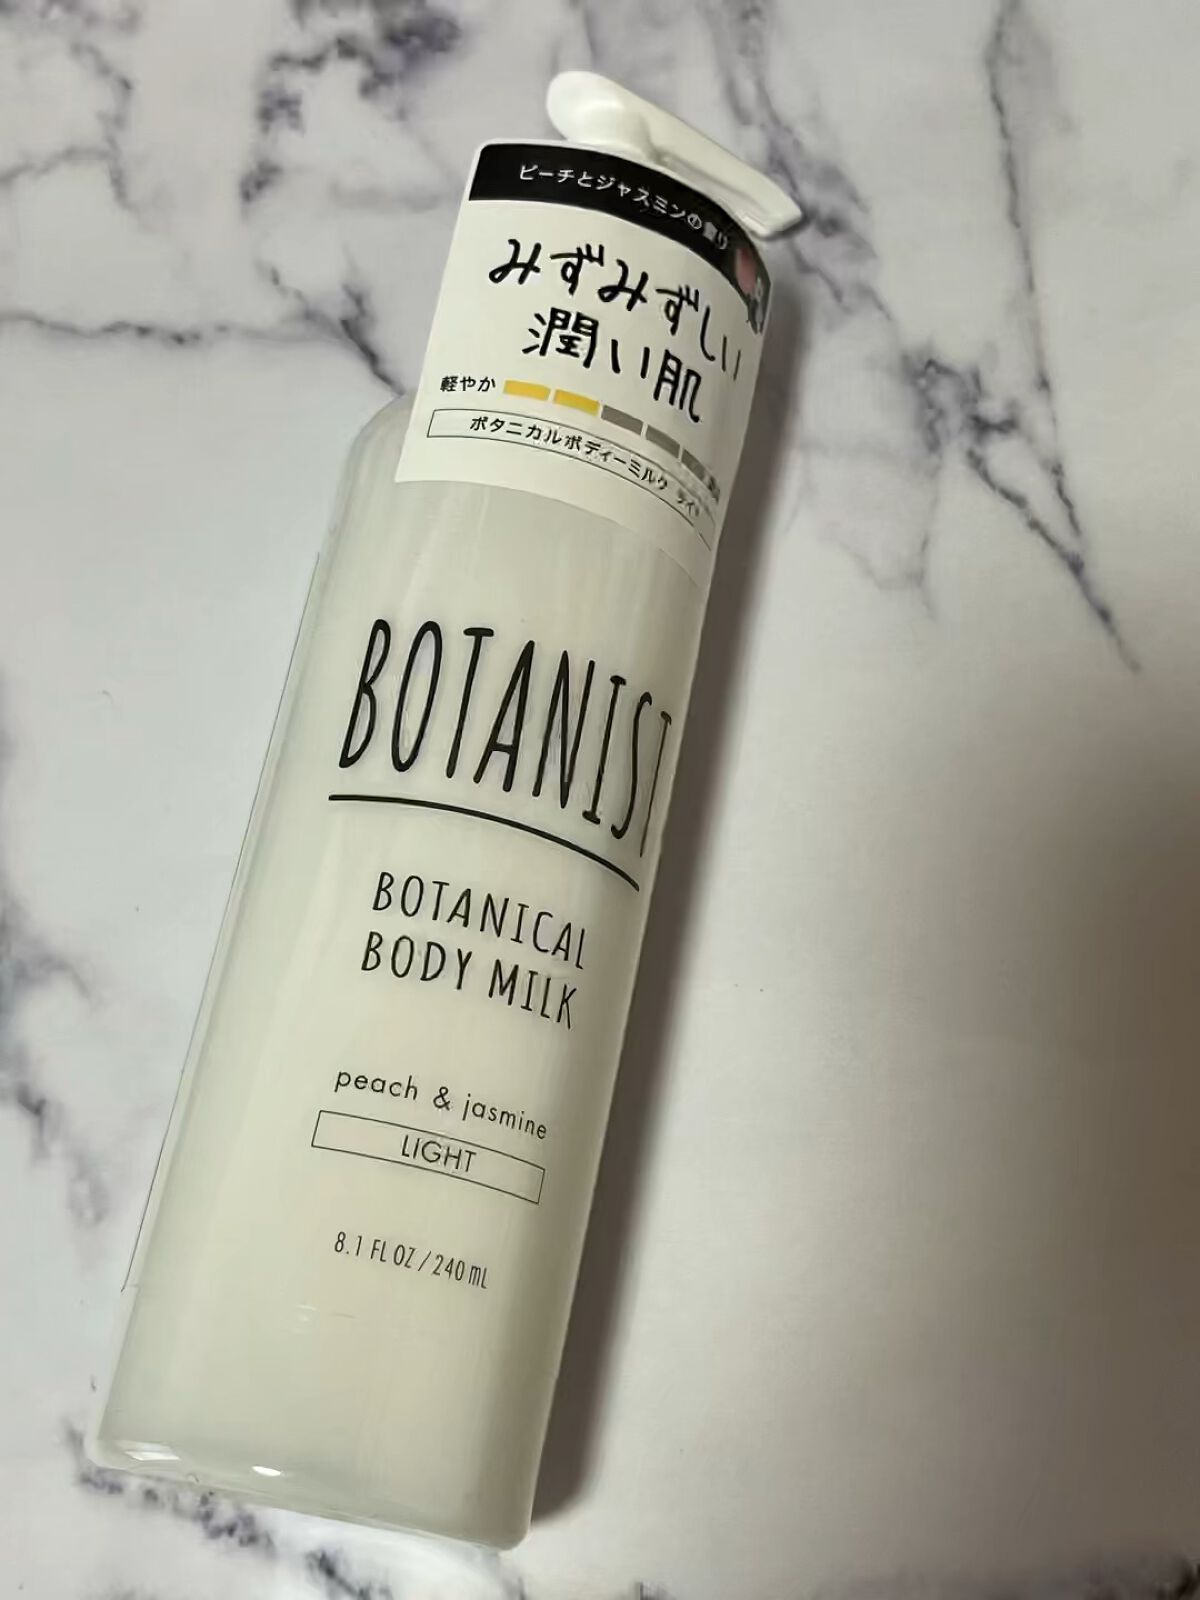 ピーチとジャスミンの香り
みずみずしい
潤い肌
軽やか
ボタニカルボディーミルク ライ
BOTANIST
BOTANICAL
BODY MILK
peach & jasmine
LIGHT
8.1 FL OZ / 240 mL